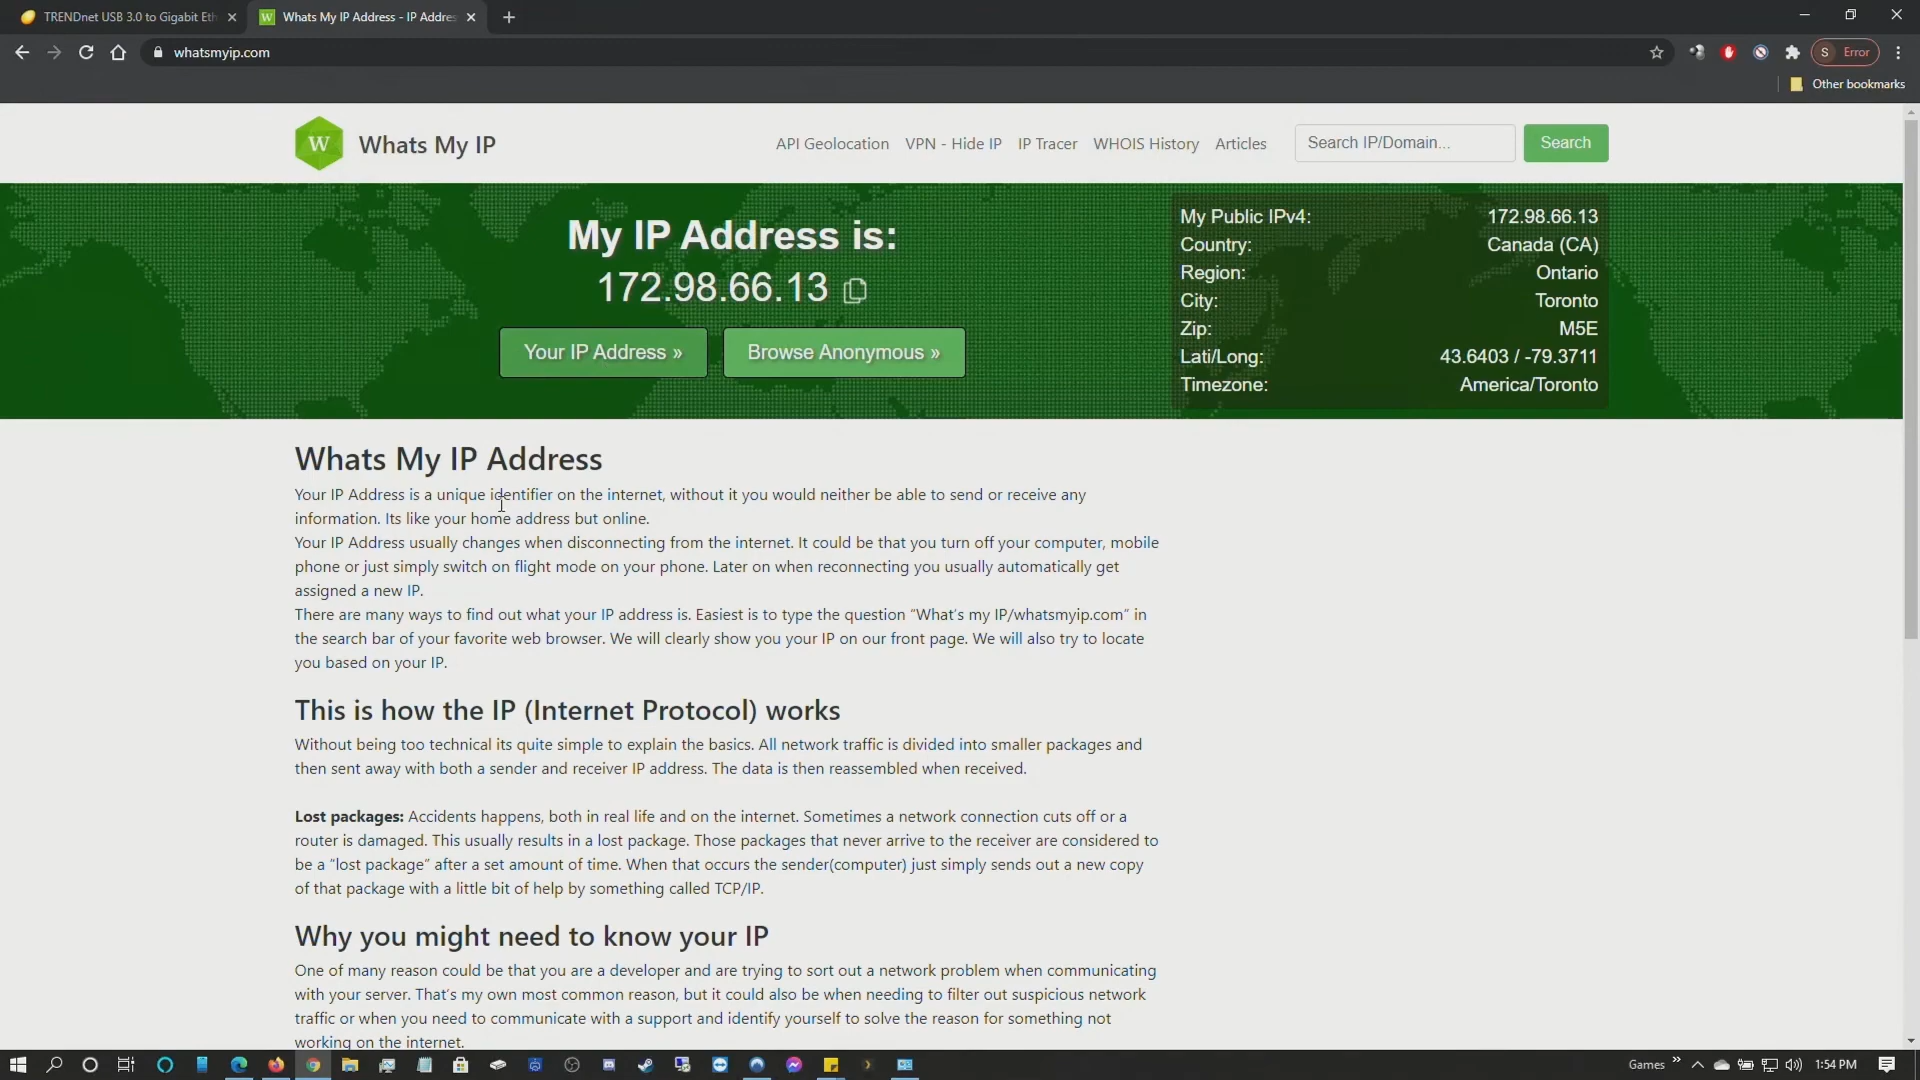 TRENDnet USB 3.0 to Gigabit Eth
Whats My IP Address - IP Addres
whatsmyip.com
S Error
Other bookmarks
W Whats My IP
API Geolocation VPN - Hide IP IP Tracer WHOIS History Articles Search IP/Domain... Search
My IP Address is:
172.98.66.13
Your IP Address »
Browse Anonymous »
My Public IPv4: 172.98.66.13
Country: Canada (CA)
Region: Ontario
City: Toronto
Zip: M5E
Lati/Long: 43.6403 / -79.3711
Timezone: America/Toronto
Whats My IP Address
Your IP Address is a unique identifier on the internet, without it you would neither be able to send or receive any
information. Its like your home address but online.
Your IP Address usually changes when disconnecting from the internet. It could be that you turn off your computer, mobile
phone or just simply switch on flight mode on your phone. Later on when reconnecting you usually automatically get
assigned a new IP.
There are many ways to find out what your IP address is. Easiest is to type the question "What's my IP/whatsmyip.com" in
the search bar of your favorite web browser. We will clearly show you your IP on our front page. We will also try to locate
you based on your IP.
This is how the IP (Internet Protocol) works
Without being too technical its quite simple to explain the basics. All network traffic is divided into smaller packages and
then sent away with both a sender and receiver IP address. The data is then reassembled when received.
Lost packages: Accidents happens, both in real life and on the internet. Sometimes a network connection cuts off or a
router is damaged. This usually results in a lost package. Those packages that never arrive to the receiver are considered to
be a "lost package" after a set amount of time. When that occurs the sender(computer) just simply sends out a new copy
of that package with a little bit of help by something called TCP/IP.
Why you might need to know your IP
One of many reason could be that you are a developer and are trying to sort out a network problem when communicating
with your server. That's my own most common reason, but it could also be when needing to filter out suspicious network
traffic or when you need to communicate with a support and identify yourself to solve the reason for something not
working on the internet.
Games » 1:54 PM